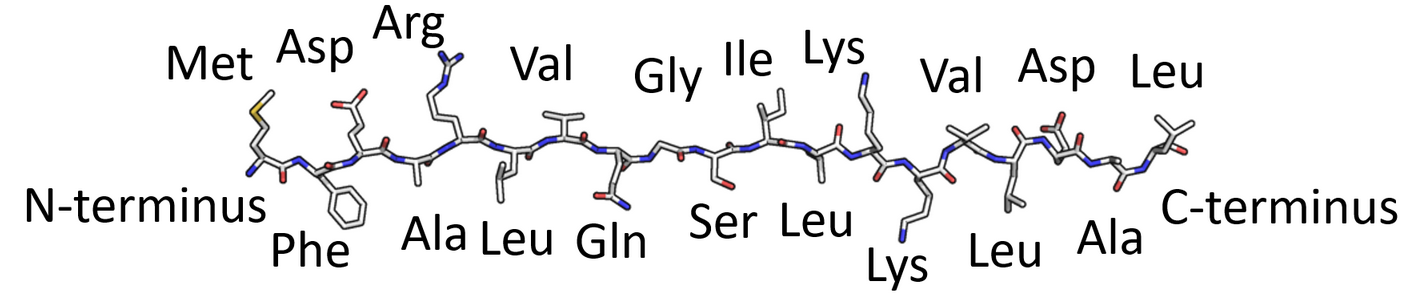 Met Asp Arg Val Gly Ile Lys Val Asp Leu
N-terminus Phe Ala Leu Gln Ser Leu Lys Leu Ala C-terminus